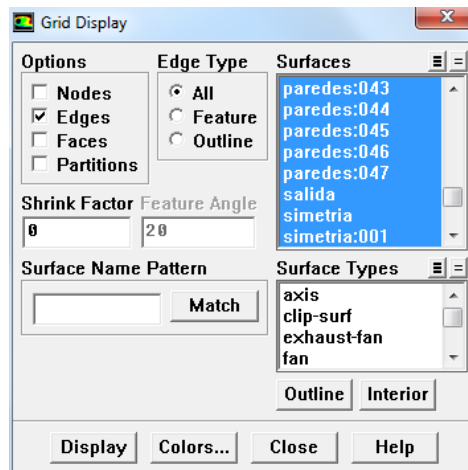 Grid Display
Options
Nodes
Edges
Faces
Partitions
Edge Type
All
Feature
Outline
Surfaces
paredes:043
paredes:044
paredes:045
paredes:046
paredes:047
salida
simetria
simetria:001
Shrink Factor Feature Angle
0 20
Surface Name Pattern
Match
Surface Types
axis
clip-surf
exhaust-fan
fan
Outline Interior
Display Colors... Close Help